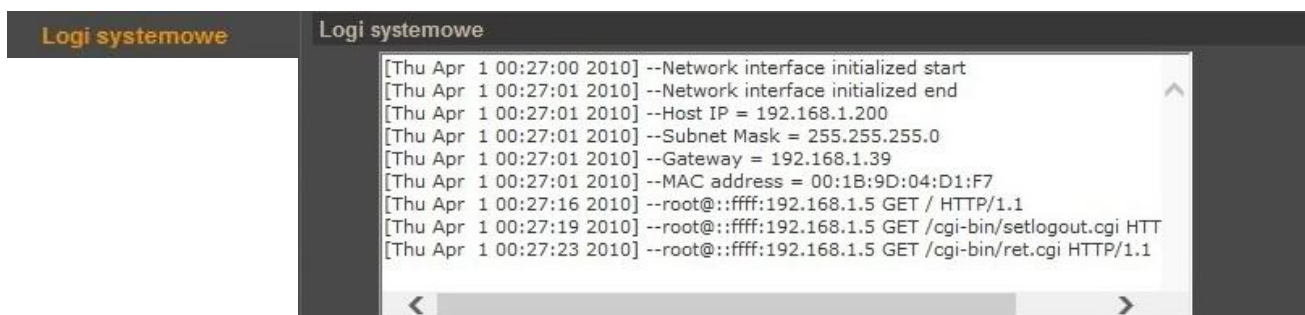 Logi systemowe
Logi systemowe
[Thu Apr  1 00:27:00 2010] --Network interface initialized start
[Thu Apr  1 00:27:01 2010] --Network interface initialized end
[Thu Apr  1 00:27:01 2010] --Host IP = 192.168.1.200
[Thu Apr  1 00:27:01 2010] --Subnet Mask = 255.255.255.0
[Thu Apr  1 00:27:01 2010] --Gateway = 192.168.1.39
[Thu Apr  1 00:27:01 2010] --MAC address = 00:1B:9D:04:D1:F7
[Thu Apr  1 00:27:16 2010] --root@::ffff:192.168.1.5 GET / HTTP/1.1
[Thu Apr  1 00:27:19 2010] --root@::ffff:192.168.1.5 GET /cgi-bin/setlogout.cgi HTT
[Thu Apr  1 00:27:23 2010] --root@::ffff:192.168.1.5 GET /cgi-bin/ret.cgi HTTP/1.1